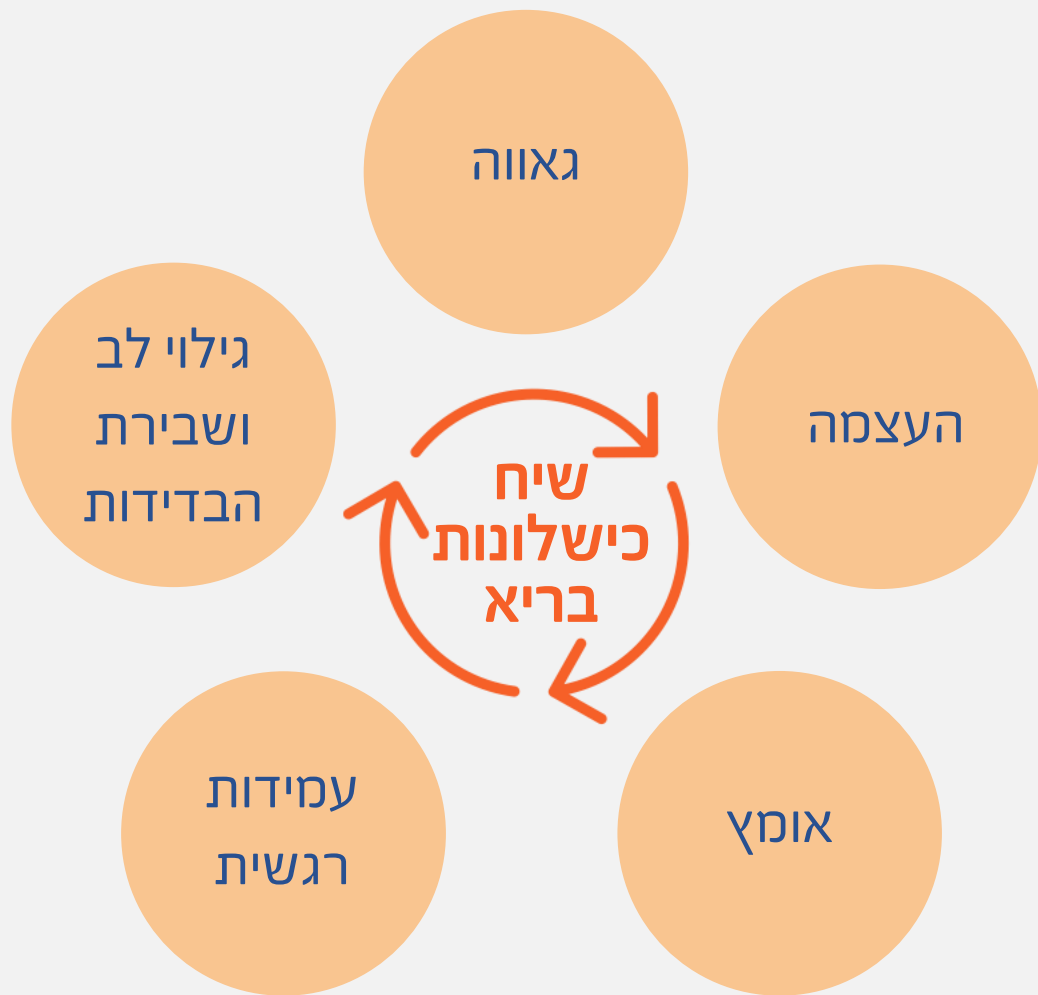 גאווה
העצמה
אומץ
עמידות
רגשית
גילוי לב
ושבירת
הבדידות
שיח
כישלונות
בריא